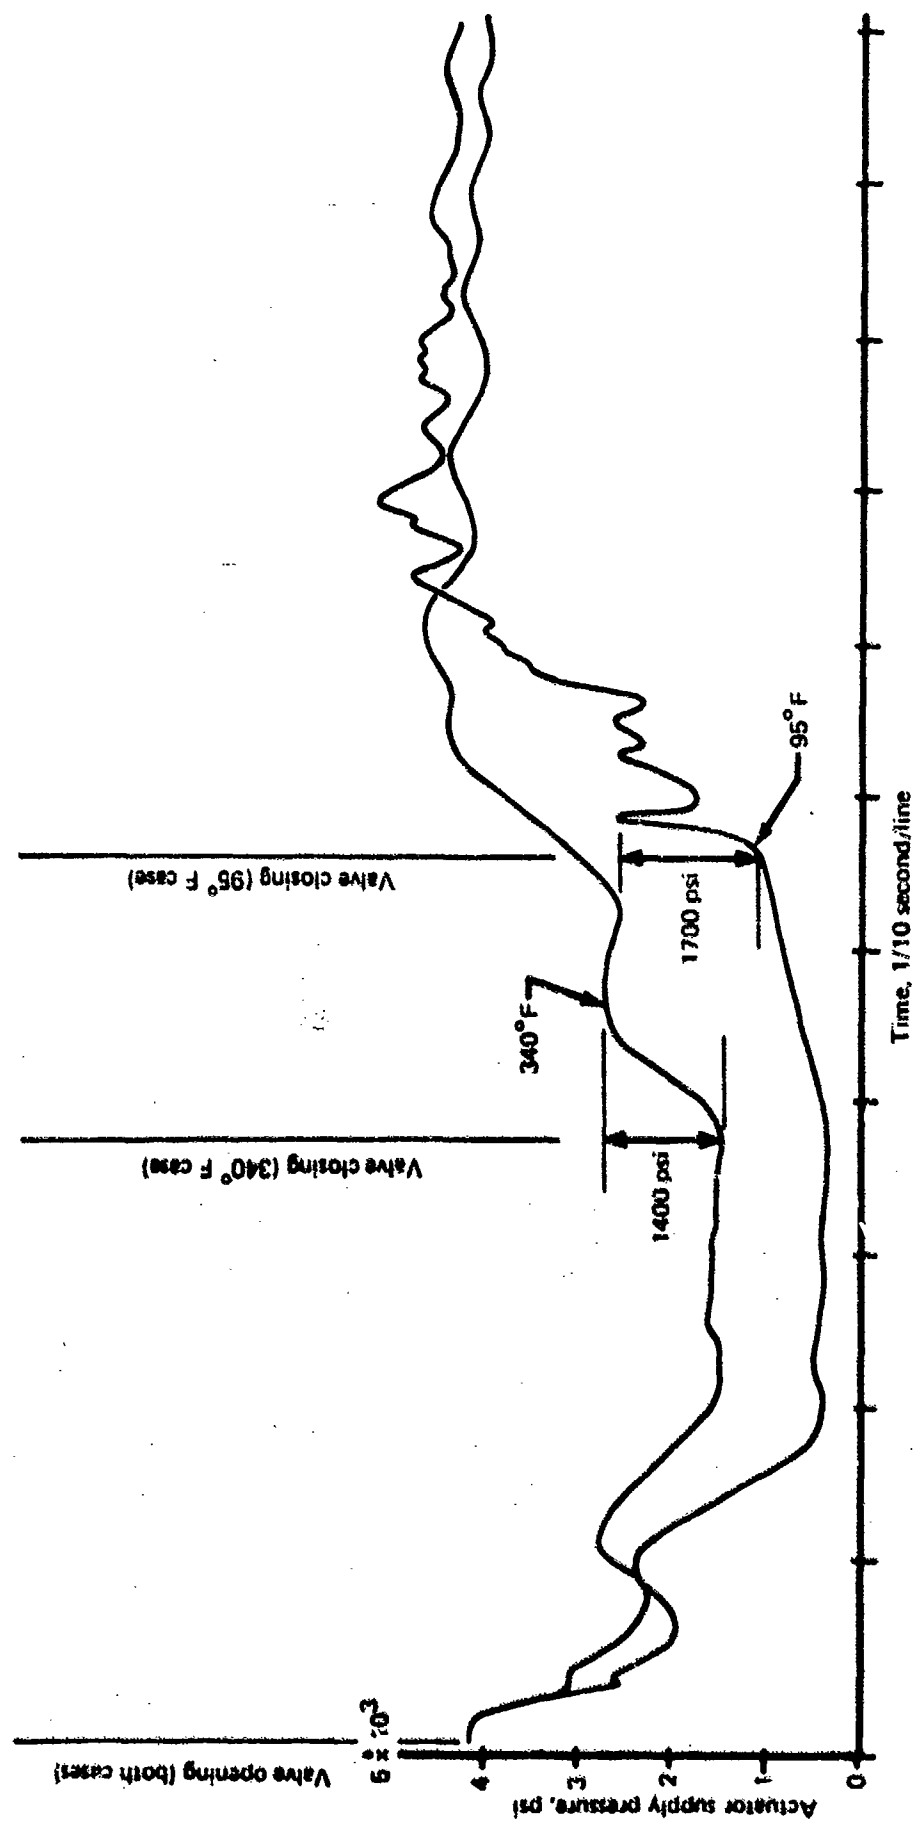 Valve opening (both cases)
Valve closing (340° F case)
Valve closing (95° F case)
5 × 10³
4
3
2
1
0
Actuator supply pressure, psi
340° F
1400 psi
1700 psi
95° F
Time, 1/10 second/line